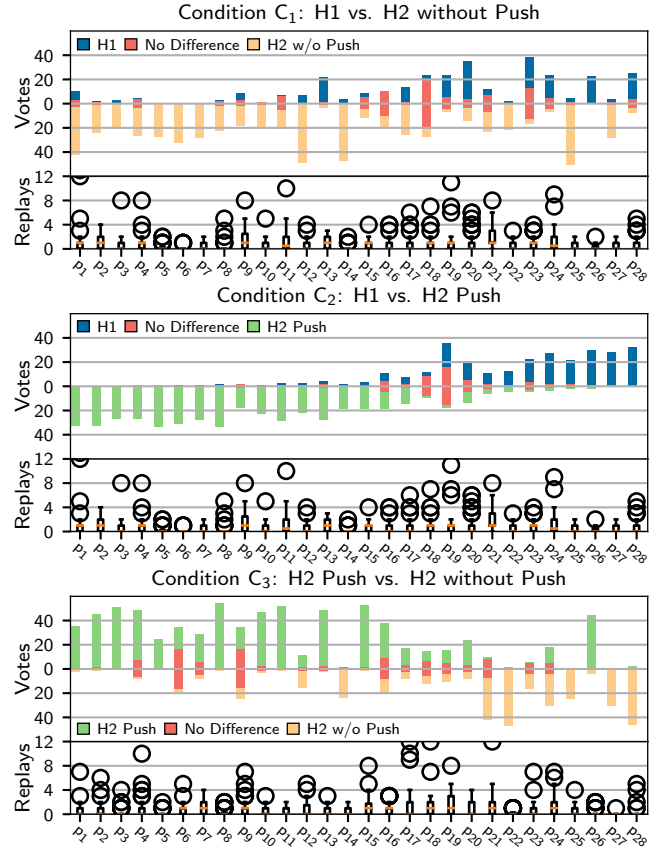 Condition C₁: H1 vs. H2 without Push
H1 No Difference H2 w/o Push
Votes
40
20
0
20
40
Replays
12
8
4
0
P1 P2 P3 P4 P5 P6 P7 P8 P9 P10 P11 P12 P13 P14 P15 P16 P17 P18 P19 P20 P21 P22 P23 P24 P25 P26 P27 P28
Condition C₂: H1 vs. H2 Push
H1 No Difference H2 Push
Votes
40
20
0
20
40
Replays
12
8
4
0
P1 P2 P3 P4 P5 P6 P7 P8 P9 P10 P11 P12 P13 P14 P15 P16 P17 P18 P19 P20 P21 P22 P23 P24 P25 P26 P27 P28
Condition C₃: H2 Push vs. H2 without Push
Votes
40
20
0
20
40
H2 Push No Difference H2 w/o Push
Replays
12
8
4
0
P1 P2 P3 P4 P5 P6 P7 P8 P9 P10 P11 P12 P13 P14 P15 P16 P17 P18 P19 P20 P21 P22 P23 P24 P25 P26 P27 P28